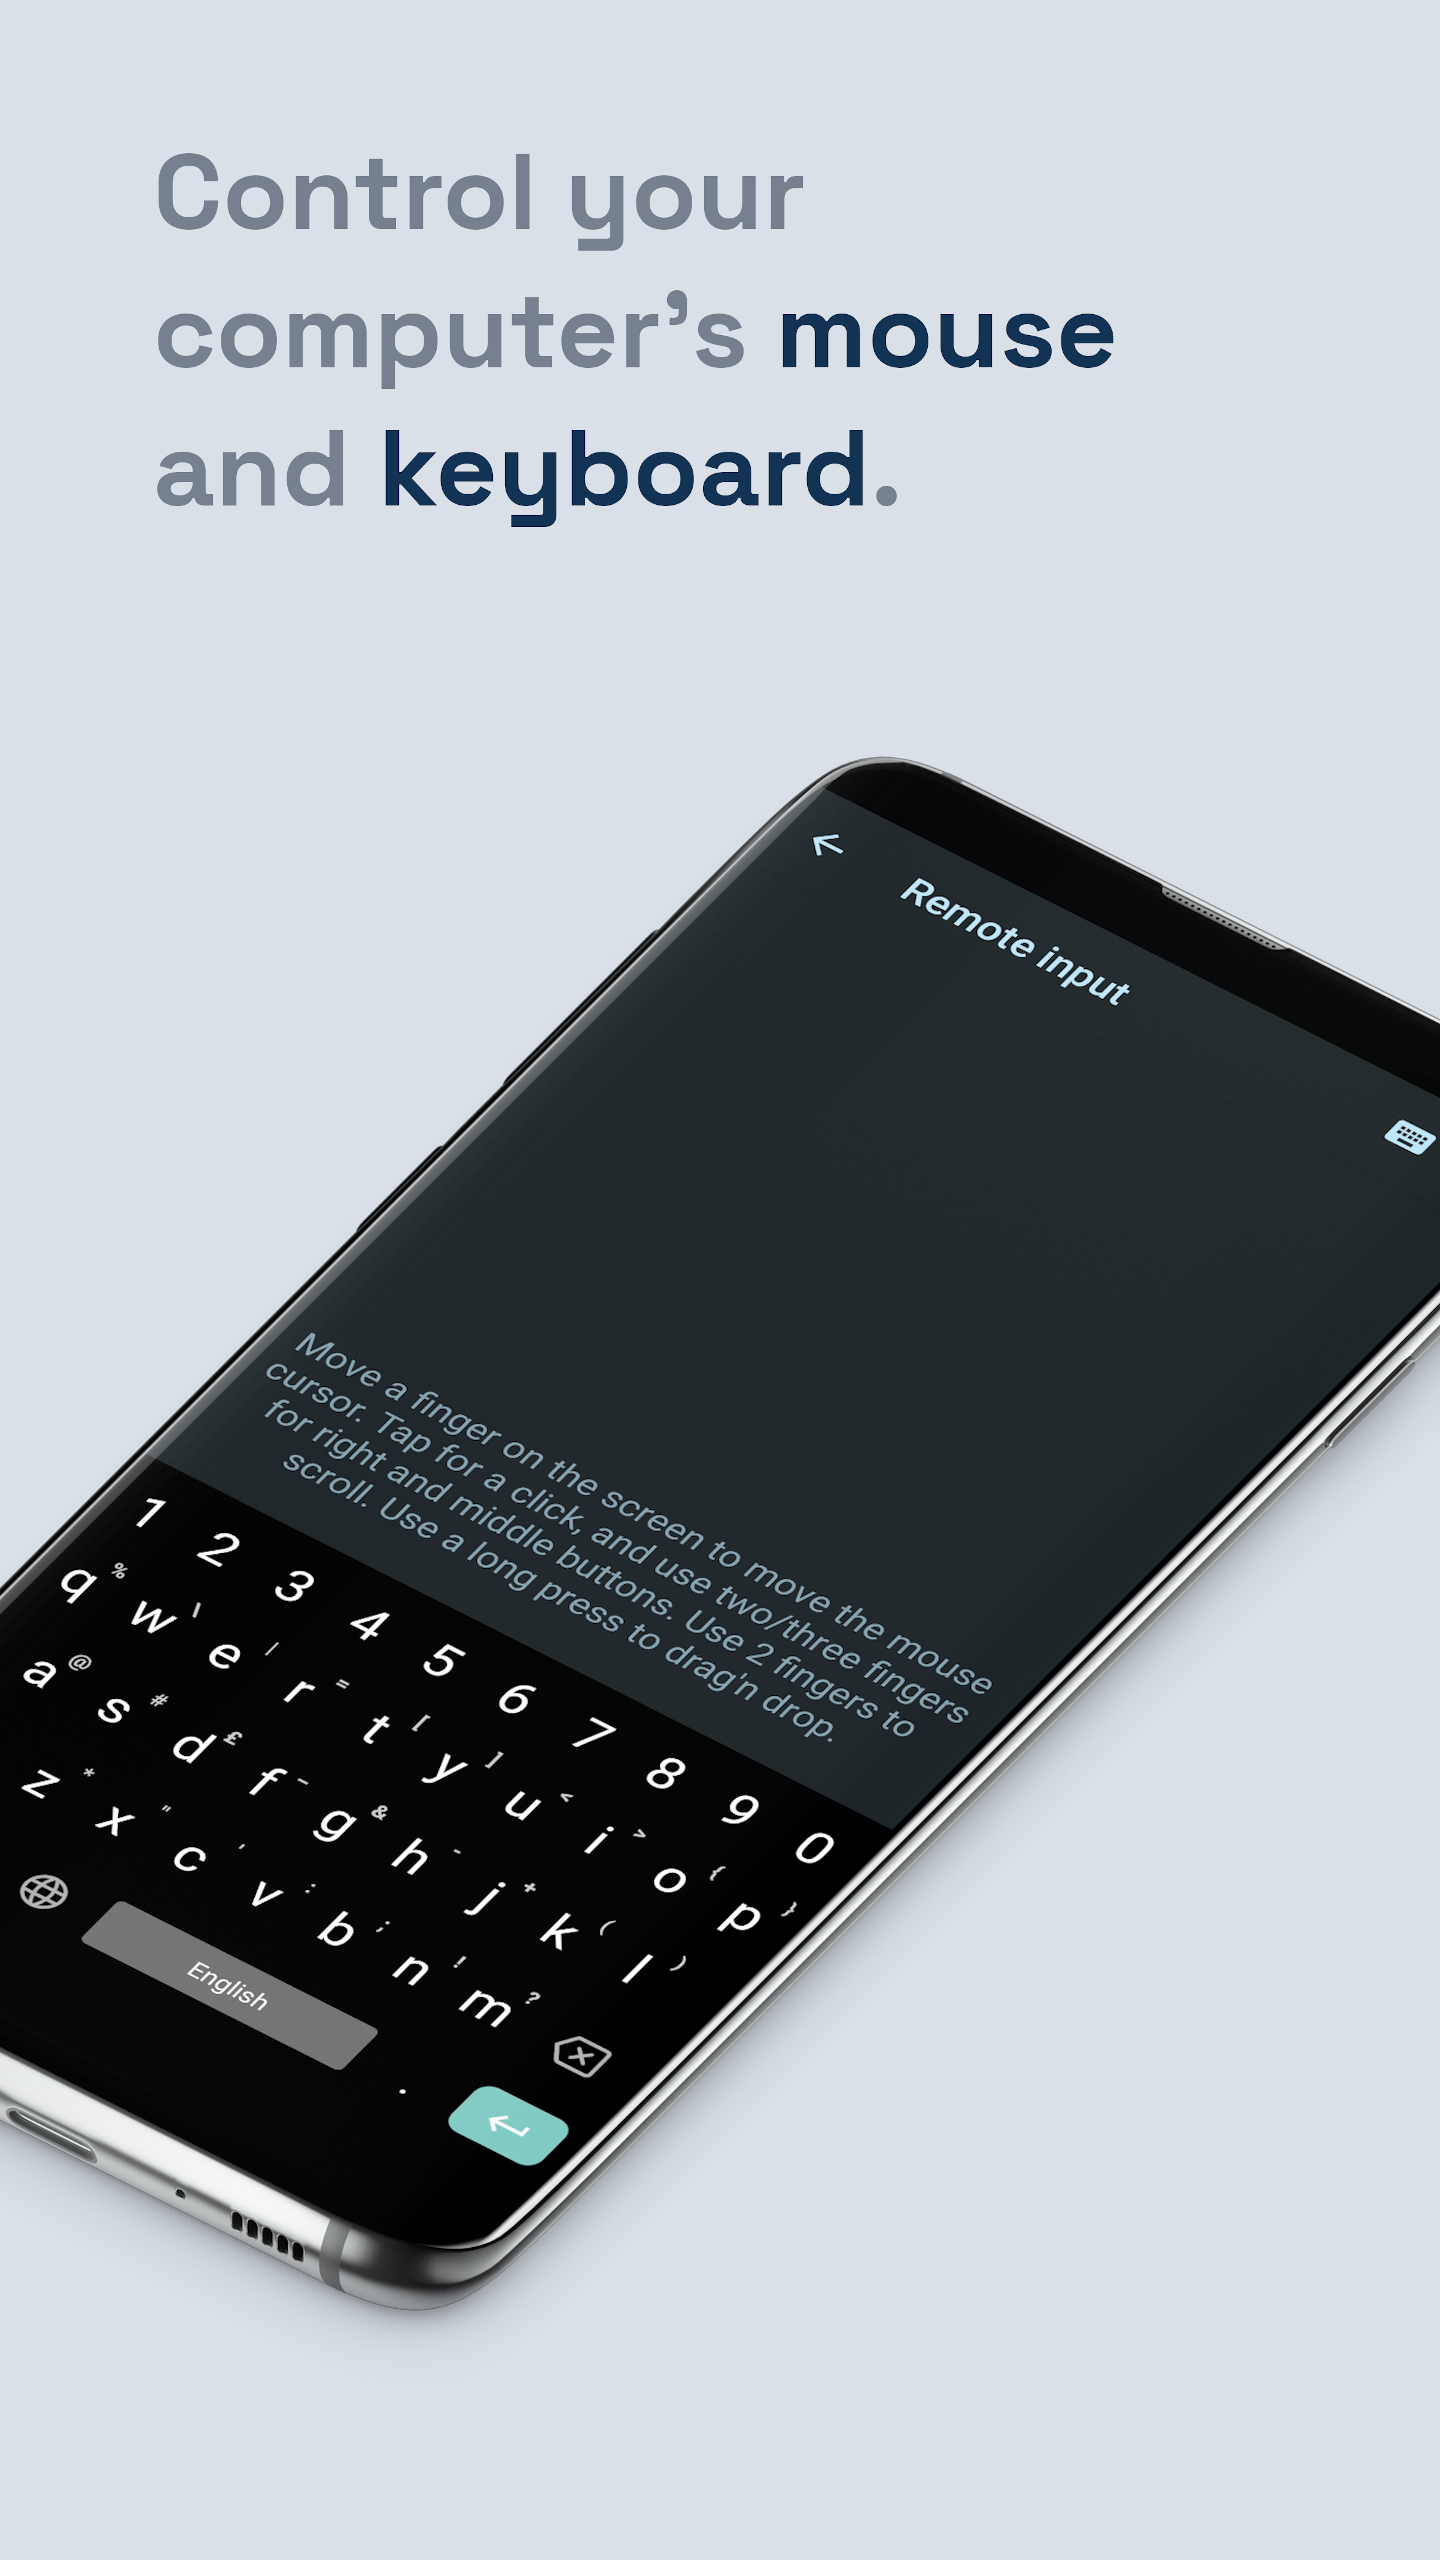 Control your
computer’s mouse
and keyboard.
Remote input
Move a finger on the screen to move the mouse
cursor. Tap for a click, and use two/three fingers
for right and middle buttons. Use 2 fingers to
scroll. Use a long press to drag'n drop.
1 2 3 4 5 6 7 8 9 0
q % w \ e | r = t [ y ] u < i > o { p }
a @ s # d £ f - g & h - j + k ( l )
z * x " c ' v : b ; n ! m ?
English .